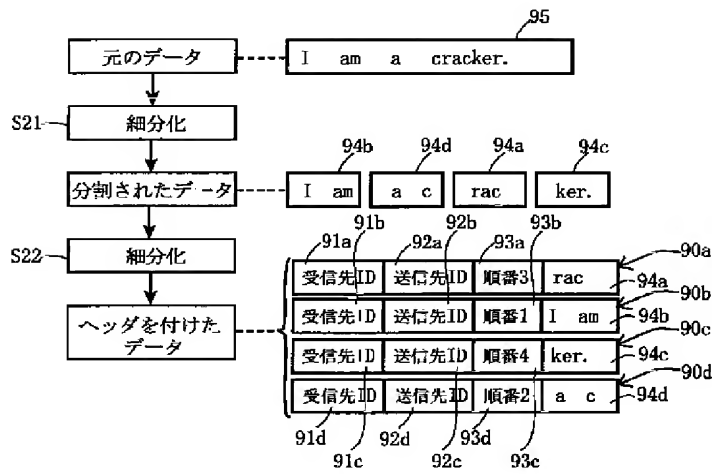 95
元のデータ I am a cracker.
S21 細分化
94b 94d 94a 94c
分割されたデータ I am a c rac ker.
91b 92b 93b
S22 細分化
91a 92a 93a 90a
受信先ID 送信先ID 順番3 rac
94a 90b
ヘッダを付けた
データ
受信先ID 送信先ID 順番1 I am
94b 90c
受信先ID 送信先ID 順番4 ker.
94c 90d
受信先ID 送信先ID 順番2 a c
94d
91d 92d 93d
91c 92c 93c